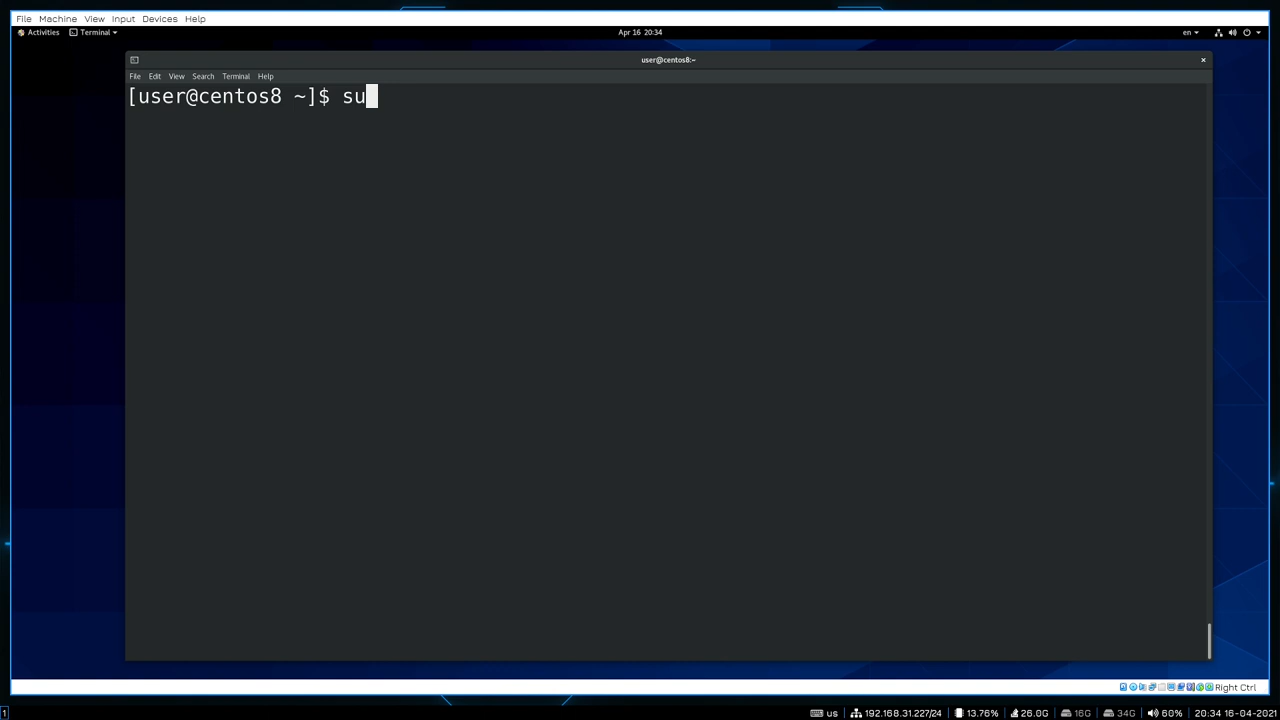 File Machine View Input Devices Help
Activities Terminal Apr 16 20:34 en
user@centos8:~
File Edit View Search Terminal Help
[user@centos8 ~]$ su
Right Ctrl
1 us 192.168.31.227/24 13.76% 26.0G 16G 34G 60% 20:34 16-04-2021